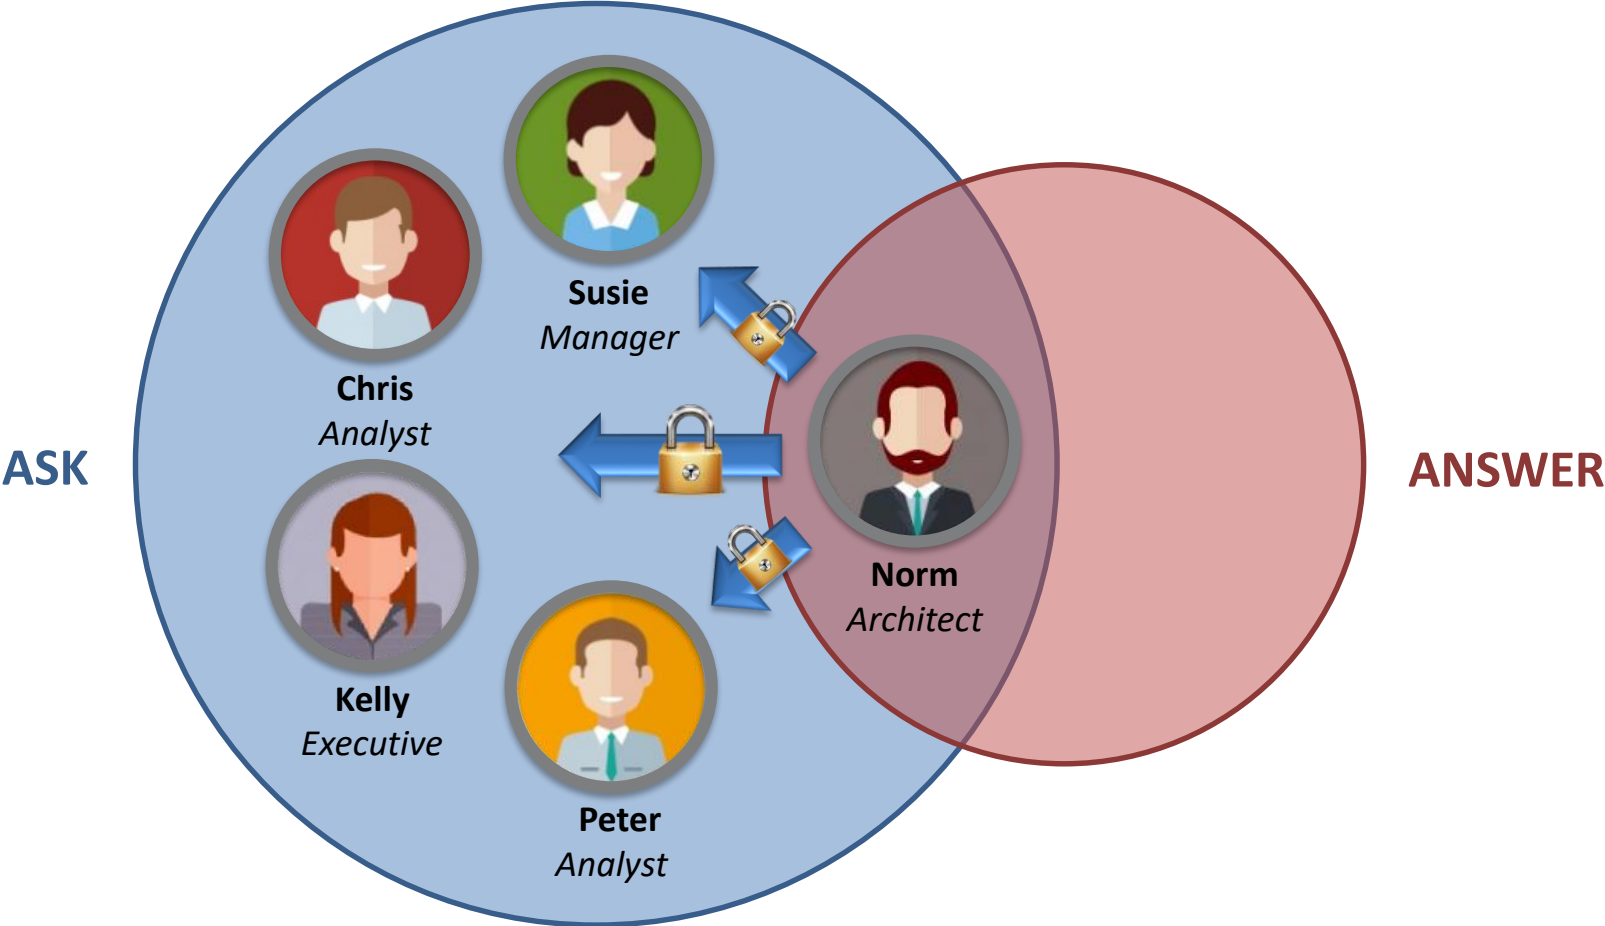 Susie
Manager
Chris
Analyst
ASK
ANSWER
Norm
Architect
Kelly
Executive
Peter
Analyst